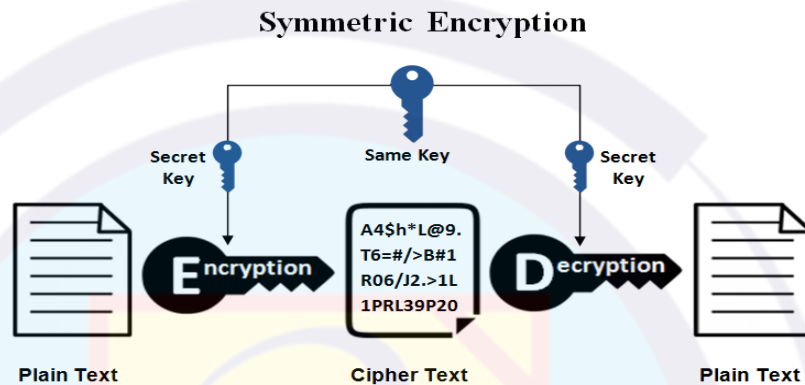 Symmetric Encryption
Secret
Key
Same Key
Secret
Key
Encryption
A4$h*L@9.
T6=#/>B#1
R06/J2.>1L
1PRL39P20
Decryption
Plain Text
Cipher Text
Plain Text